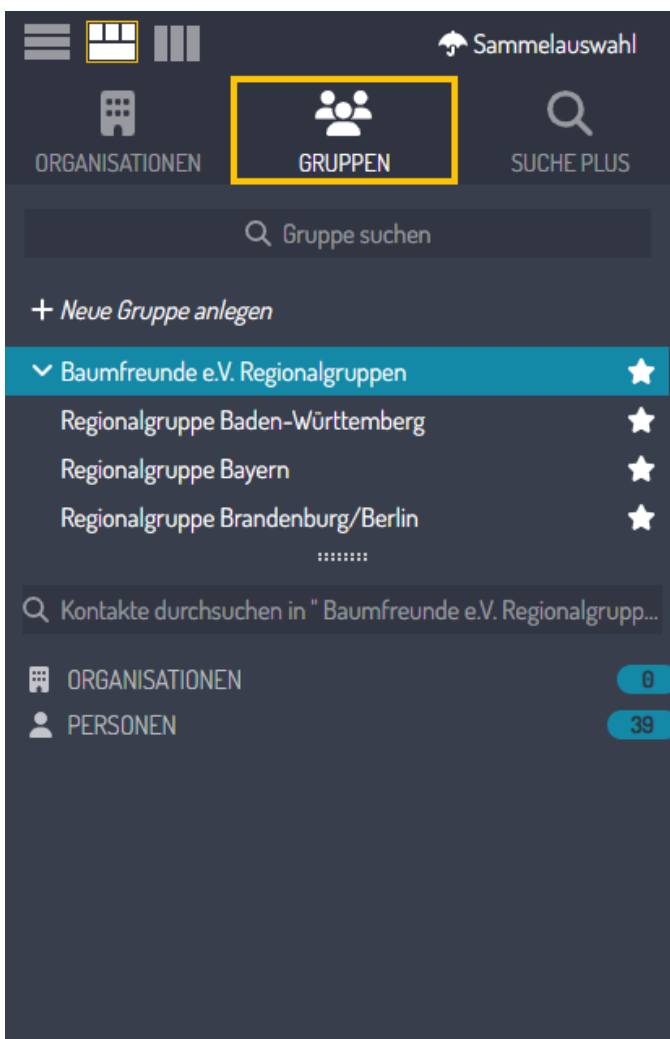 Sammelauswahl
ORGANISATIONEN
GRUPPEN
SUCHE PLUS
Gruppe suchen
+ Neue Gruppe anlegen
Baumfreunde e.V. Regionalgruppen
Regionalgruppe Baden-Württemberg
Regionalgruppe Bayern
Regionalgruppe Brandenburg/Berlin
Kontakte durchsuchen in " Baumfreunde e.V. Regionalgrupp...
ORGANISATIONEN 0
PERSONEN 39